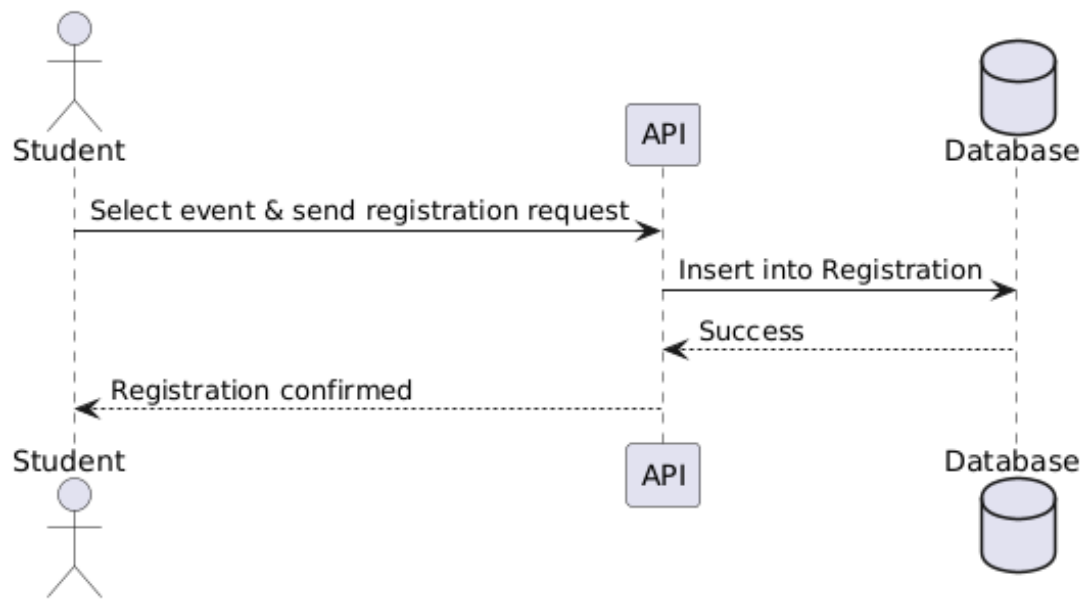 Student
API
Database
Select event & send registration request
Insert into Registration
Success
Registration confirmed
Student
API
Database